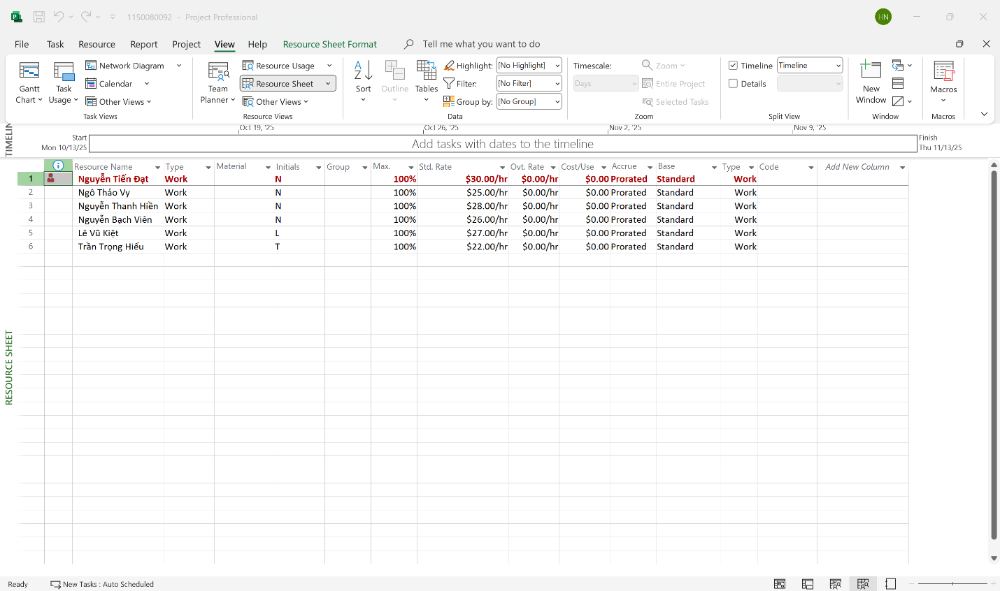 1150080092 - Project Professional
HN
File Task Resource Report Project View Help Resource Sheet Format Tell me what you want to do
Gantt Chart
Task Usage
Network Diagram
Calendar
Other Views
Task Views
Team Planner
Resource Usage
Resource Sheet
Other Views
Resource Views
Sort
Outline
Tables
Highlight: [No Highlight]
Filter: [No Filter]
Group by: [No Group]
Data
Timescale:
Days
Zoom
Entire Project
Selected Tasks
Zoom
Timeline Timeline
Details
Split View
New Window
Window
Macros
Macros
TIMELIN
Oct 19, '25 Oct 26, '25 Nov 2, '25 Nov 9, '25
Start
Mon 10/13/25
Add tasks with dates to the timeline
Finish
Thu 11/13/25
Resource Name Type Material Initials Group Max. Std. Rate Ovt. Rate Cost/Use Accrue Base Type Code Add New Column
1 Nguyễn Tiến Đạt Work N 100% $30.00/hr $0.00/hr $0.00 Prorated Standard Work
2 Ngô Thảo Vy Work N 100% $25.00/hr $0.00/hr $0.00 Prorated Standard Work
3 Nguyễn Thanh Hiền Work N 100% $28.00/hr $0.00/hr $0.00 Prorated Standard Work
4 Nguyễn Bạch Viên Work N 100% $26.00/hr $0.00/hr $0.00 Prorated Standard Work
5 Lê Vũ Kiệt Work L 100% $27.00/hr $0.00/hr $0.00 Prorated Standard Work
6 Trần Trọng Hiếu Work T 100% $22.00/hr $0.00/hr $0.00 Prorated Standard Work
RESOURCE SHEET
Ready New Tasks : Auto Scheduled